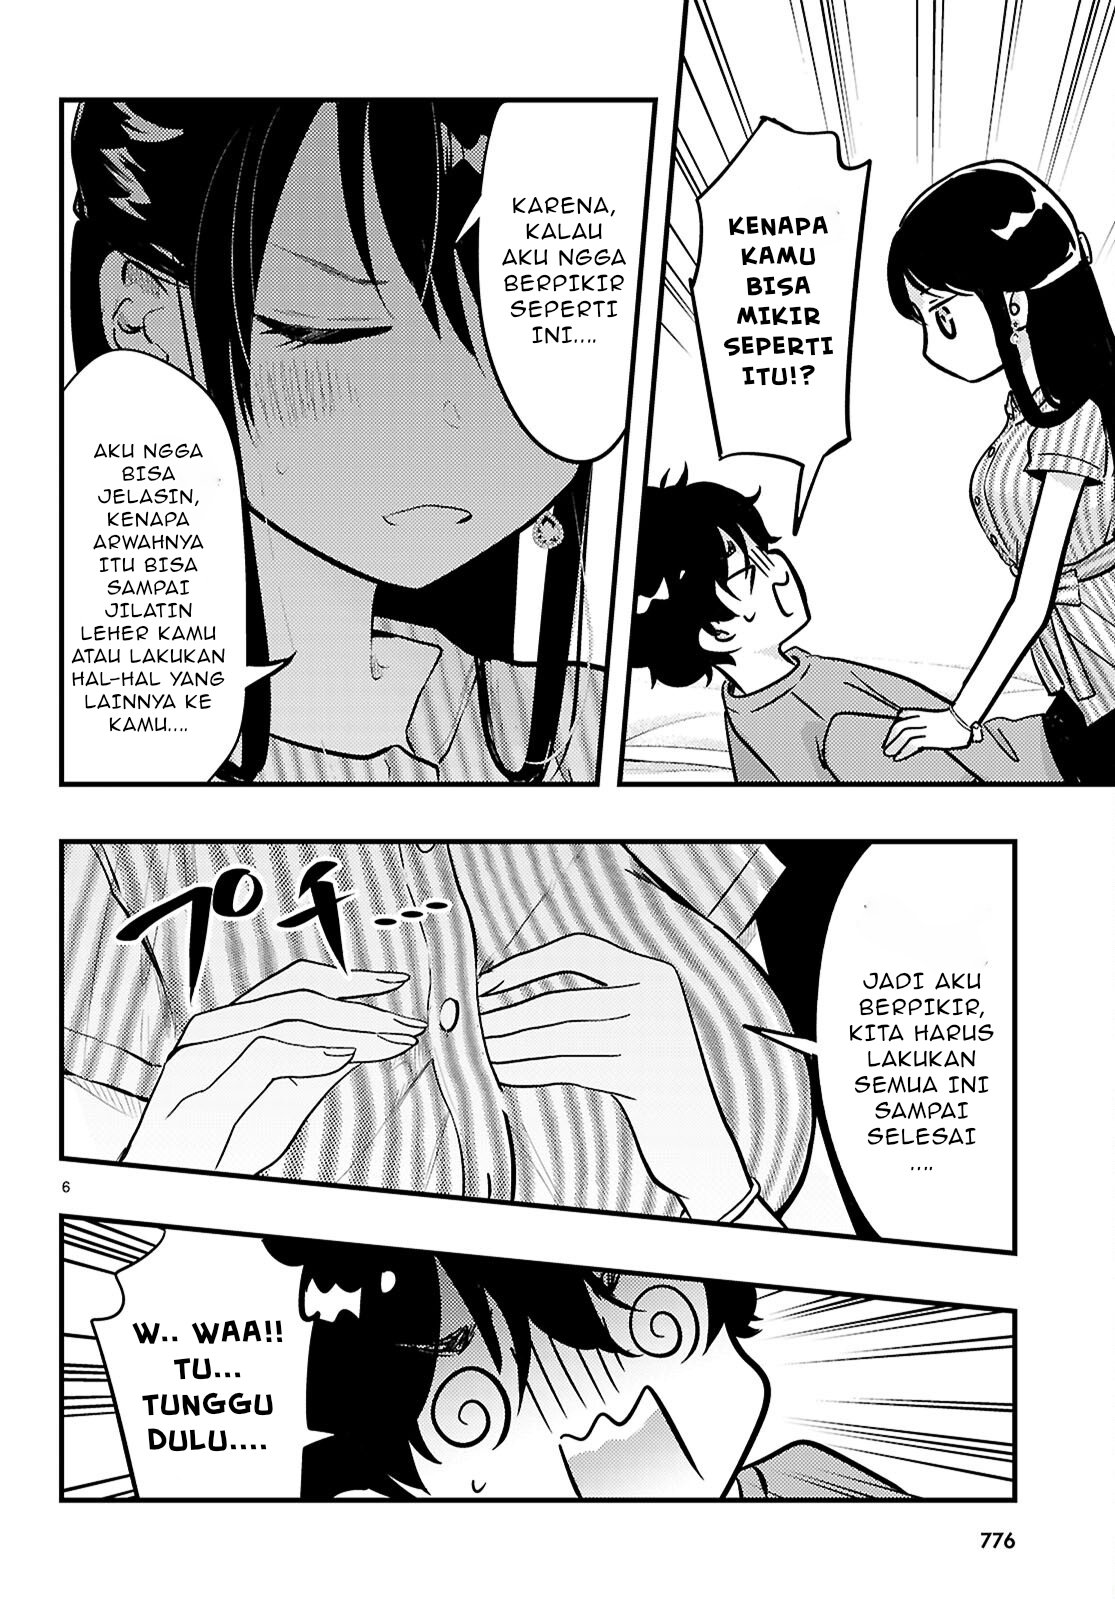 KENAPA
KAMU
BISA
MIKIR
SEPERTI
ITU!?
KARENA,
KALAU
AKU NGGA
BERPIKIR
SEPERTI
INI....
AKU NGGA
BISA
JELASIN,
KENAPA
ARWAHNYA
ITU BISA
SAMPAI
JILATIN
LEHER KAMU
ATAU LAKUKAN
HAL-HAL YANG
LAINNYA KE
KAMU....
プチ...
JADI AKU
BERPIKIR,
KITA HARUS
LAKUKAN
SEMUA INI
SAMPAI
SELESAI
....
6
W.. WAA!!
TU...
TUNGGU
DULU....
776